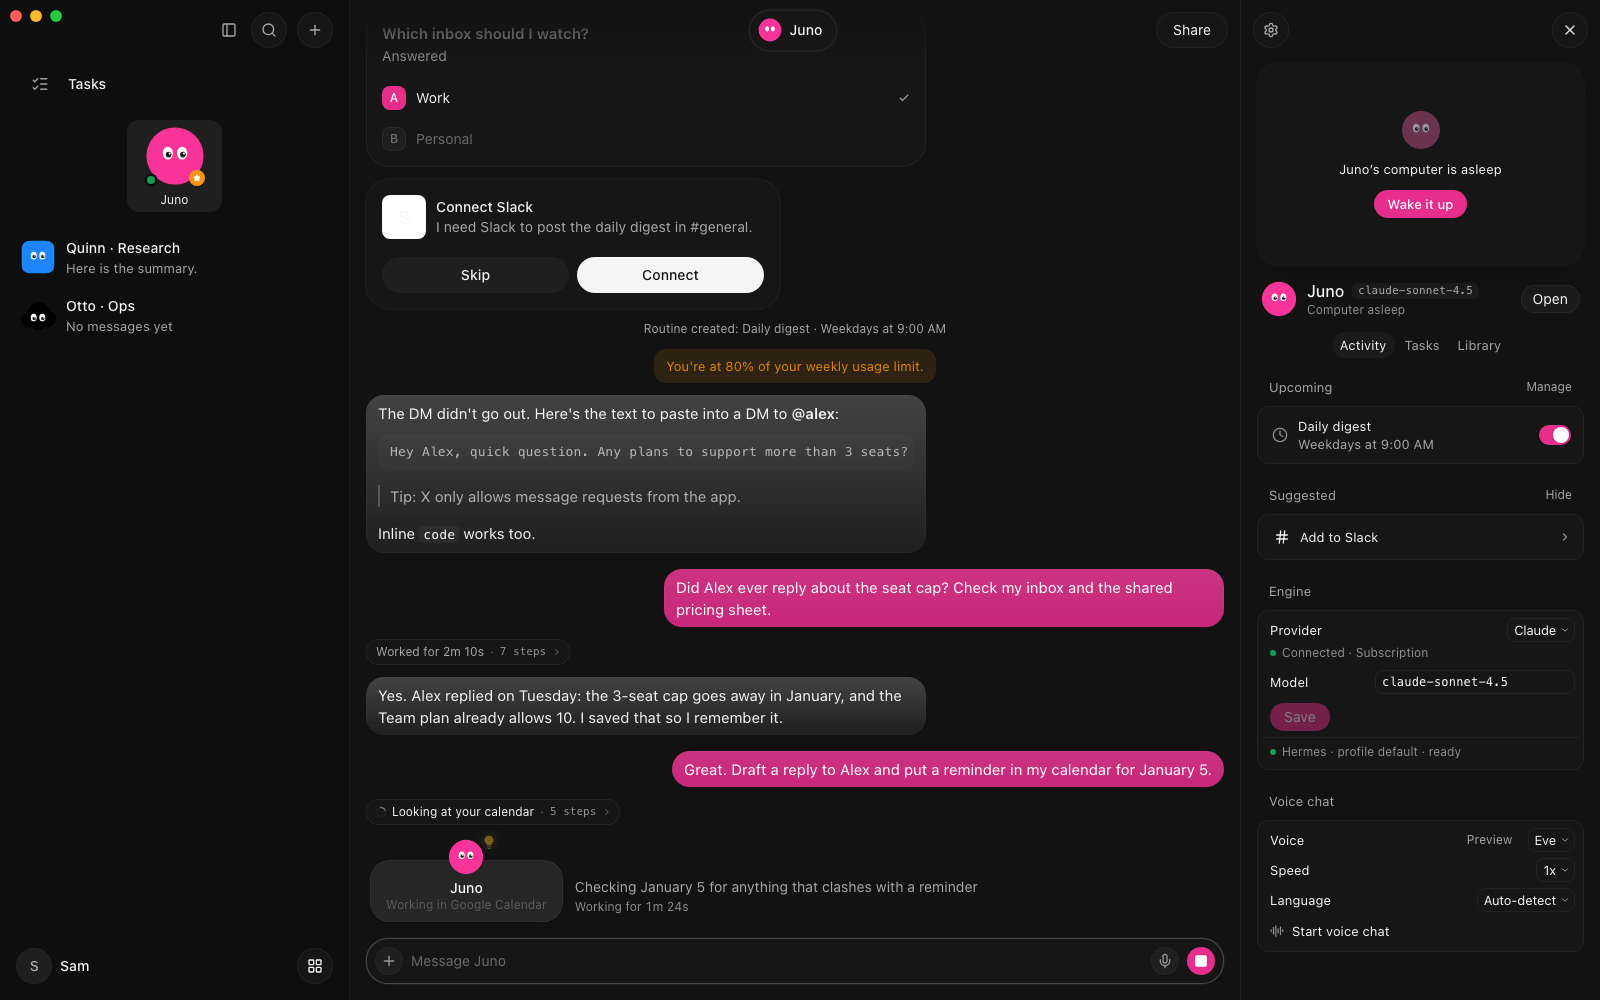 Tasks
Juno
Quinn · Research
Here is the summary.
Otto · Ops
No messages yet
S
Sam
Juno
Share
Which inbox should I watch?
Answered
A
Work
B
Personal
S
Connect Slack
I need Slack to post the daily digest in #general.
Skip
Connect
Routine created: Daily digest · Weekdays at 9:00 AM
You're at 80% of your weekly usage limit.
The DM didn't go out. Here's the text to paste into a DM to @alex:
Hey Alex, quick question. Any plans to support more than 3 seats?
Tip: X only allows message requests from the app.
Inline code works too.
Did Alex ever reply about the seat cap? Check my inbox and the shared
pricing sheet.
Worked for 2m 10s · 7 steps
Yes. Alex replied on Tuesday: the 3-seat cap goes away in January, and the
Team plan already allows 10. I saved that so I remember it.
Great. Draft a reply to Alex and put a reminder in my calendar for January 5.
Looking at your calendar · 5 steps
Juno
Working in Google Calendar
Checking January 5 for anything that clashes with a reminder
Working for 1m 24s
Message Juno
Juno's computer is asleep
Wake it up
Juno claude-sonnet-4.5
Computer asleep
Open
Activity
Tasks
Library
Upcoming
Manage
Daily digest
Weekdays at 9:00 AM
Suggested
Hide
Add to Slack
Engine
Provider
Claude
Connected · Subscription
Model
claude-sonnet-4.5
Save
Hermes · profile default · ready
Voice chat
Voice
Preview
Eve
Speed
1x
Language
Auto-detect
Start voice chat